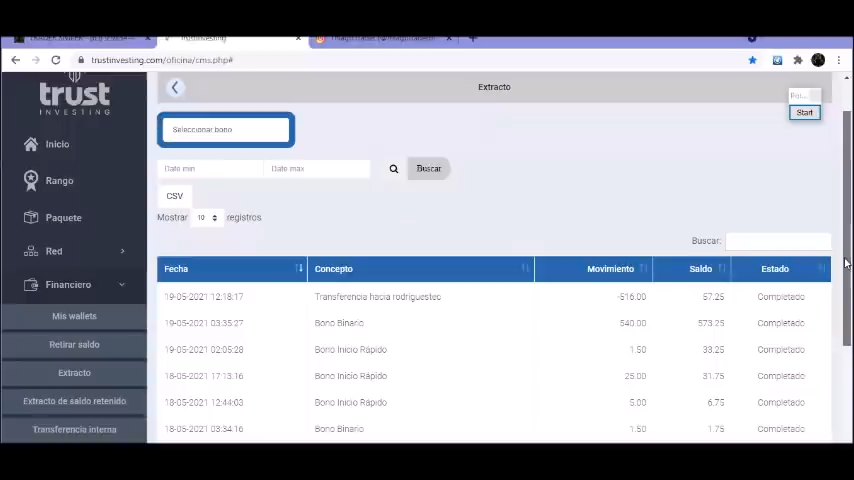 trustinvesting.com/oficina/cms.php#
trust
INVESTING
Inicio
Rango
Paquete
Red
Financiero
Mis wallets
Retirar saldo
Extracto
Extracto de saldo retenido
Transferencia interna
Extracto
Start
Seleccionar bono
Date min
Date max
Buscar
CSV
Mostrar 10 registros
Buscar:
Fecha Concepto Movimiento Saldo Estado
19-05-2021 12:18:17 Transferencia hacia rodriguestec -516.00 57.25 Completado
19-05-2021 03:35:27 Bono Binario 540.00 573.25 Completado
19-05-2021 02:05:28 Bono Inicio Rápido 1.50 33.25 Completado
18-05-2021 17:13:16 Bono Inicio Rápido 25.00 31.75 Completado
18-05-2021 12:44:03 Bono Inicio Rápido 5.00 6.75 Completado
18-05-2021 03:34:16 Bono Binario 1.50 1.75 Completado